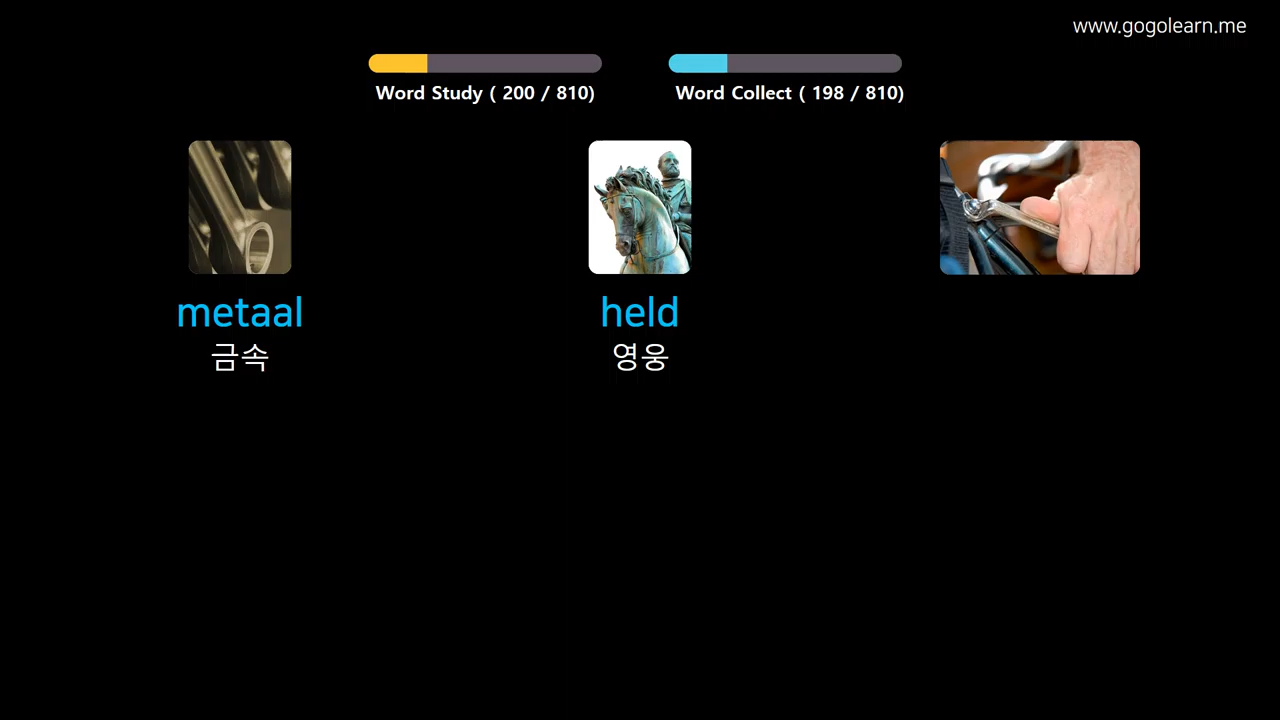 www.gogolearn.me
Word Study ( 200 / 810)
Word Collect ( 198 / 810)
metaal
held
금속
영웅